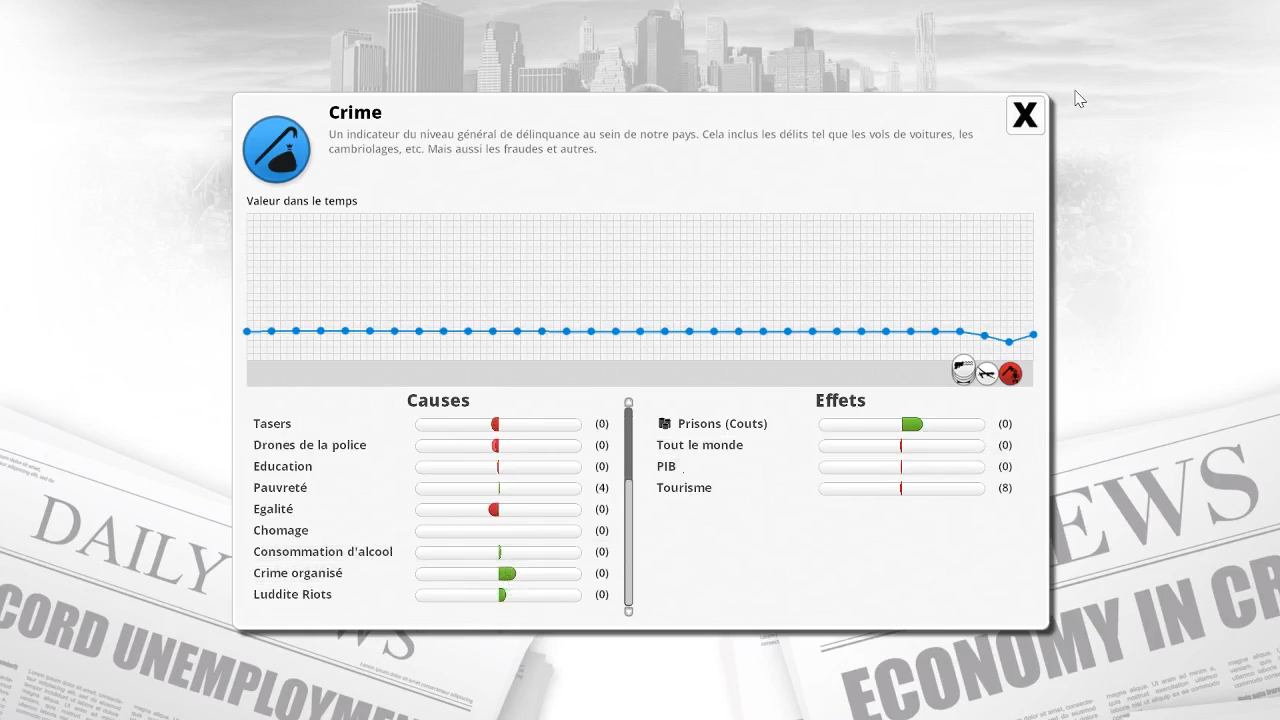 Crime
X
Un indicateur du niveau général de délinquance au sein de notre pays. Cela inclus les délits tel que les vols de voitures, les
cambriolages, etc. Mais aussi les fraudes et autres.
Valeur dans le temps
Causes
Tasers (0)
Drones de la police (0)
Education (0)
Pauvreté (4)
Egalité (0)
Chomage (0)
Consommation d'alcool (0)
Crime organisé (0)
Luddite Riots (0)
Effets
Prisons (Couts) (0)
Tout le monde (0)
PIB (0)
Tourisme (8)
DAILY
CORD UNEMPLOYME
WS
EWS
ECONOMY IN CR